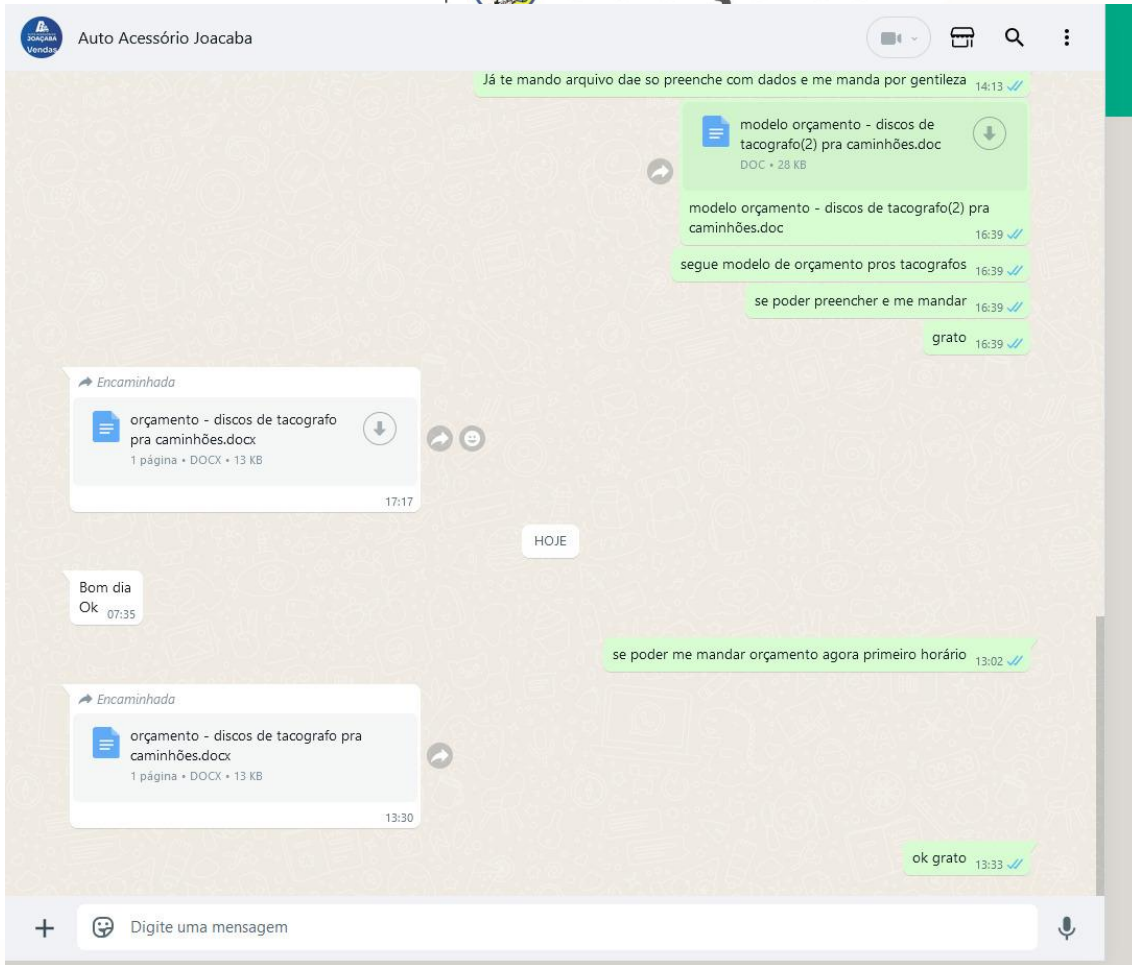 JOAÇABA
Vendas
Auto Acessório Joacaba
Já te mando arquivo dae so preenche com dados e me manda por gentileza 14:13
modelo orçamento - discos de
tacografo(2) pra caminhões.doc
DOC • 28 KB
modelo orçamento - discos de tacografo(2) pra
caminhões.doc
16:39
segue modelo de orçamento pros tacografos 16:39
se poder preencher e me mandar 16:39
grato 16:39
Encaminhada
orçamento - discos de tacografo
pra caminhões.docx
1 página • DOCX • 13 KB
17:17
HOJE
Bom dia
Ok 07:35
se poder me mandar orçamento agora primeiro horário 13:02
Encaminhada
orçamento - discos de tacografo pra
caminhões.docx
1 página • DOCX • 13 KB
13:30
ok grato 13:33
Digite uma mensagem